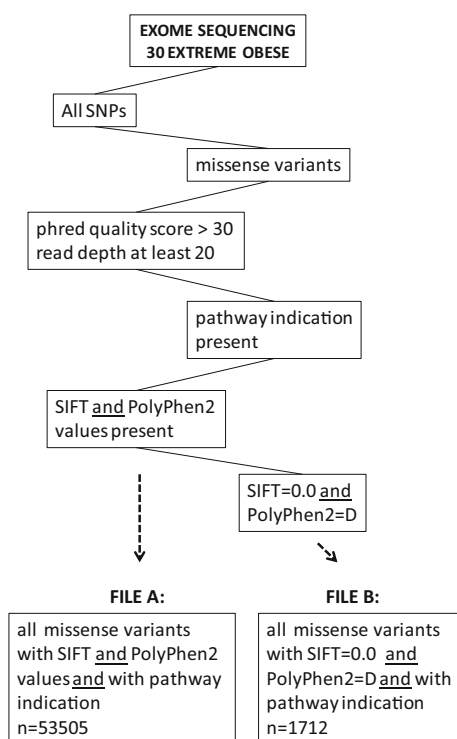 EXOME SEQUENCING
30 EXTREME OBESE
All SNPs
missense variants
phred quality score > 30
read depth at least 20
pathway indication
present
SIFT and PolyPhen2
values present
SIFT=0.0 and
PolyPhen2=D
FILE A:
all missense variants
with SIFT and PolyPhen2
values and with pathway
indication
n=53505
FILE B:
all missense variants
with SIFT=0.0 and
PolyPhen2=D and with
pathway indication
n=1712